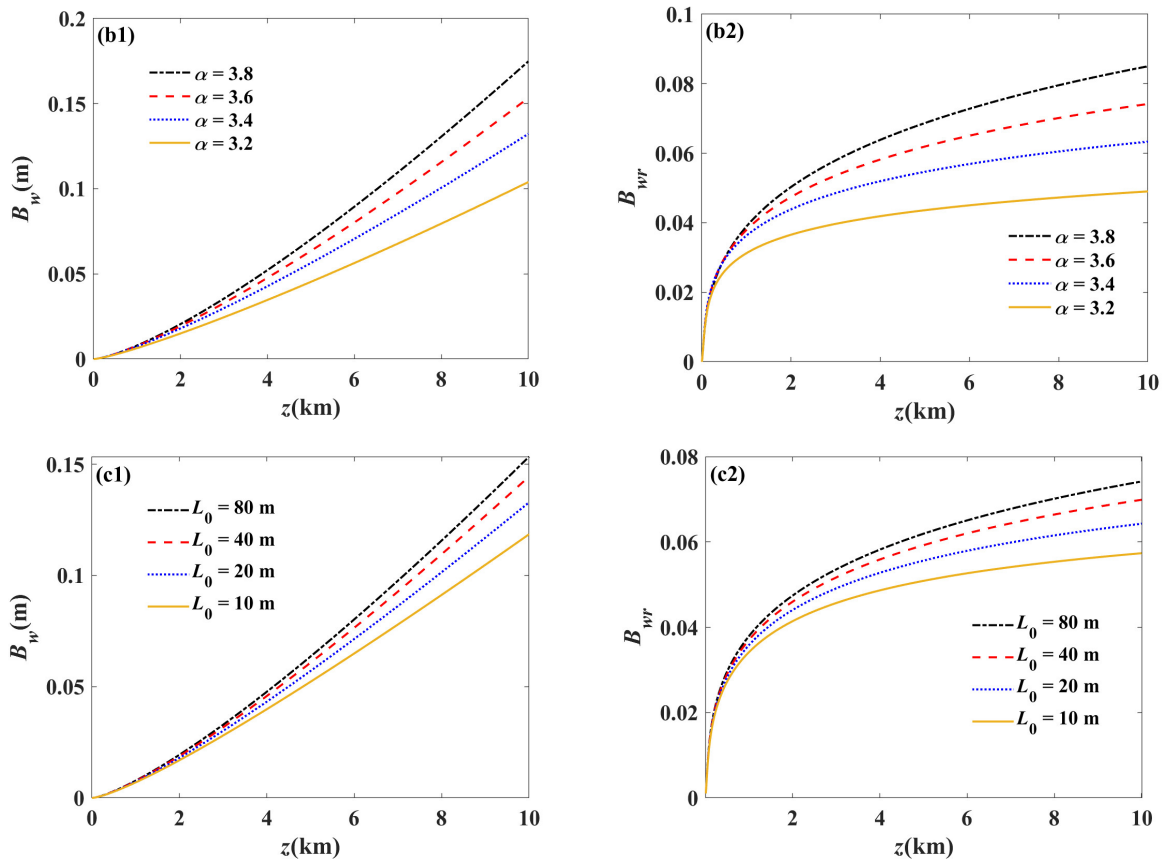 (b1)
0.2
0.15
0.1
0.05
0
B_w(m)
α = 3.8
α = 3.6
α = 3.4
α = 3.2
0 2 4 6 8 10
z(km)
(b2)
0.1
0.08
0.06
0.04
0.02
0
B_wr
α = 3.8
α = 3.6
α = 3.4
α = 3.2
0 2 4 6 8 10
z(km)
(c1)
0.15
0.1
0.05
0
B_w(m)
L_0 = 80 m
L_0 = 40 m
L_0 = 20 m
L_0 = 10 m
0 2 4 6 8 10
z(km)
(c2)
0.08
0.06
0.04
0.02
0
B_wr
L_0 = 80 m
L_0 = 40 m
L_0 = 20 m
L_0 = 10 m
0 2 4 6 8 10
z(km)